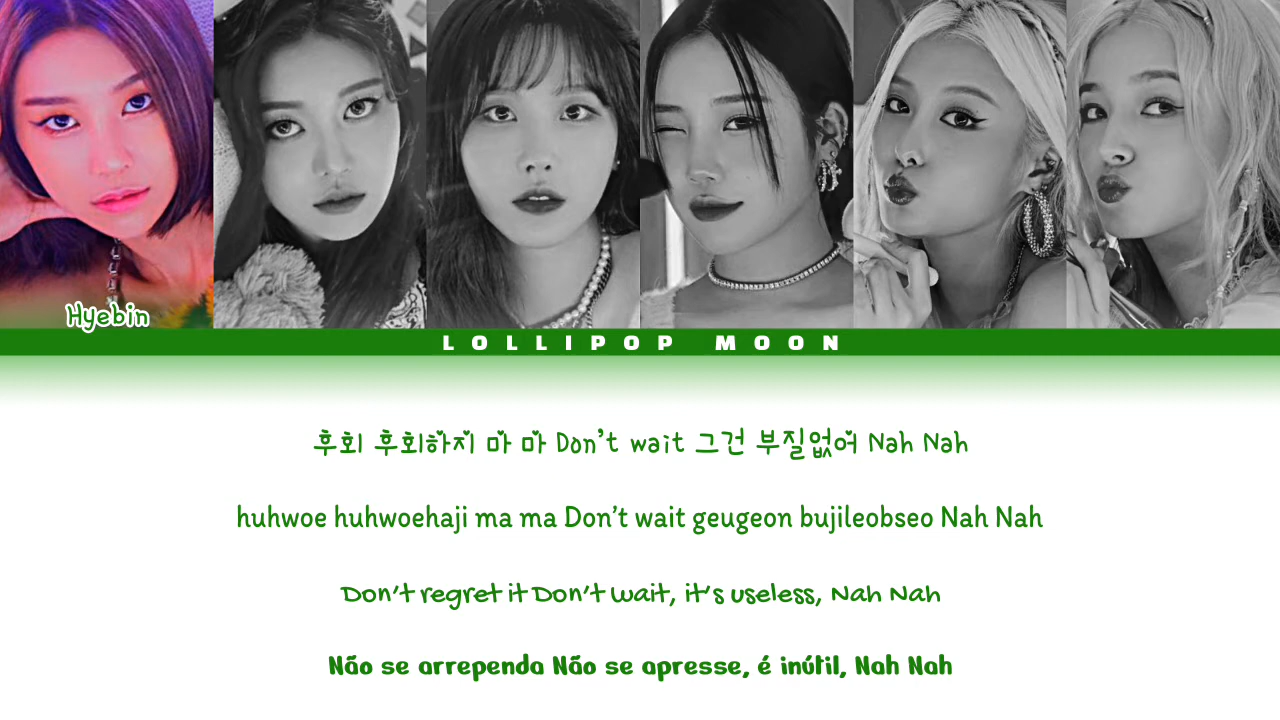 Hyebin
LOLLIPOP MOON
후회 후회하지 마 마 Don't wait 그건 부질없어 Nah Nah
huhwoe huhwoehaji ma ma Don't wait geugeon bujileobseo Nah Nah
Don't regret it Don't wait, it's useless, Nah Nah
Não se arrependa Não se apresse, é inútil, Nah Nah